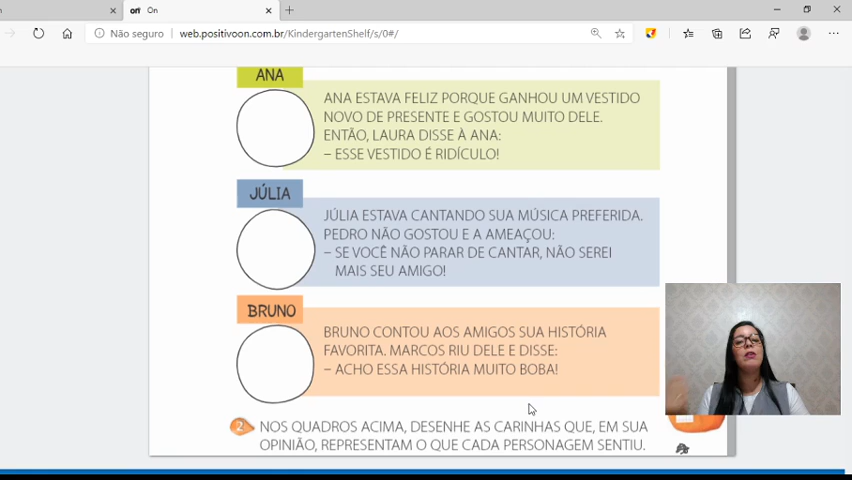 On
Não seguro
web.positivoon.com.br/KindergartenShelf/s/0#/
ANA
ANA ESTAVA FELIZ PORQUE GANHOU UM VESTIDO
NOVO DE PRESENTE E GOSTOU MUITO DELE.
ENTÃO, LAURA DISSE À ANA:
– ESSE VESTIDO É RIDÍCULO!
JÚLIA
JÚLIA ESTAVA CANTANDO SUA MÚSICA PREFERIDA.
PEDRO NÃO GOSTOU E A AMEAÇOU:
– SE VOCÊ NÃO PARAR DE CANTAR, NÃO SEREI
MAIS SEU AMIGO!
BRUNO
BRUNO CONTOU AOS AMIGOS SUA HISTÓRIA
FAVORITA. MARCOS RIU DELE E DISSE:
– ACHO ESSA HISTÓRIA MUITO BOBA!
2 NOS QUADROS ACIMA, DESENHE AS CARINHAS QUE, EM SUA
OPINIÃO, REPRESENTAM O QUE CADA PERSONAGEM SENTIU.